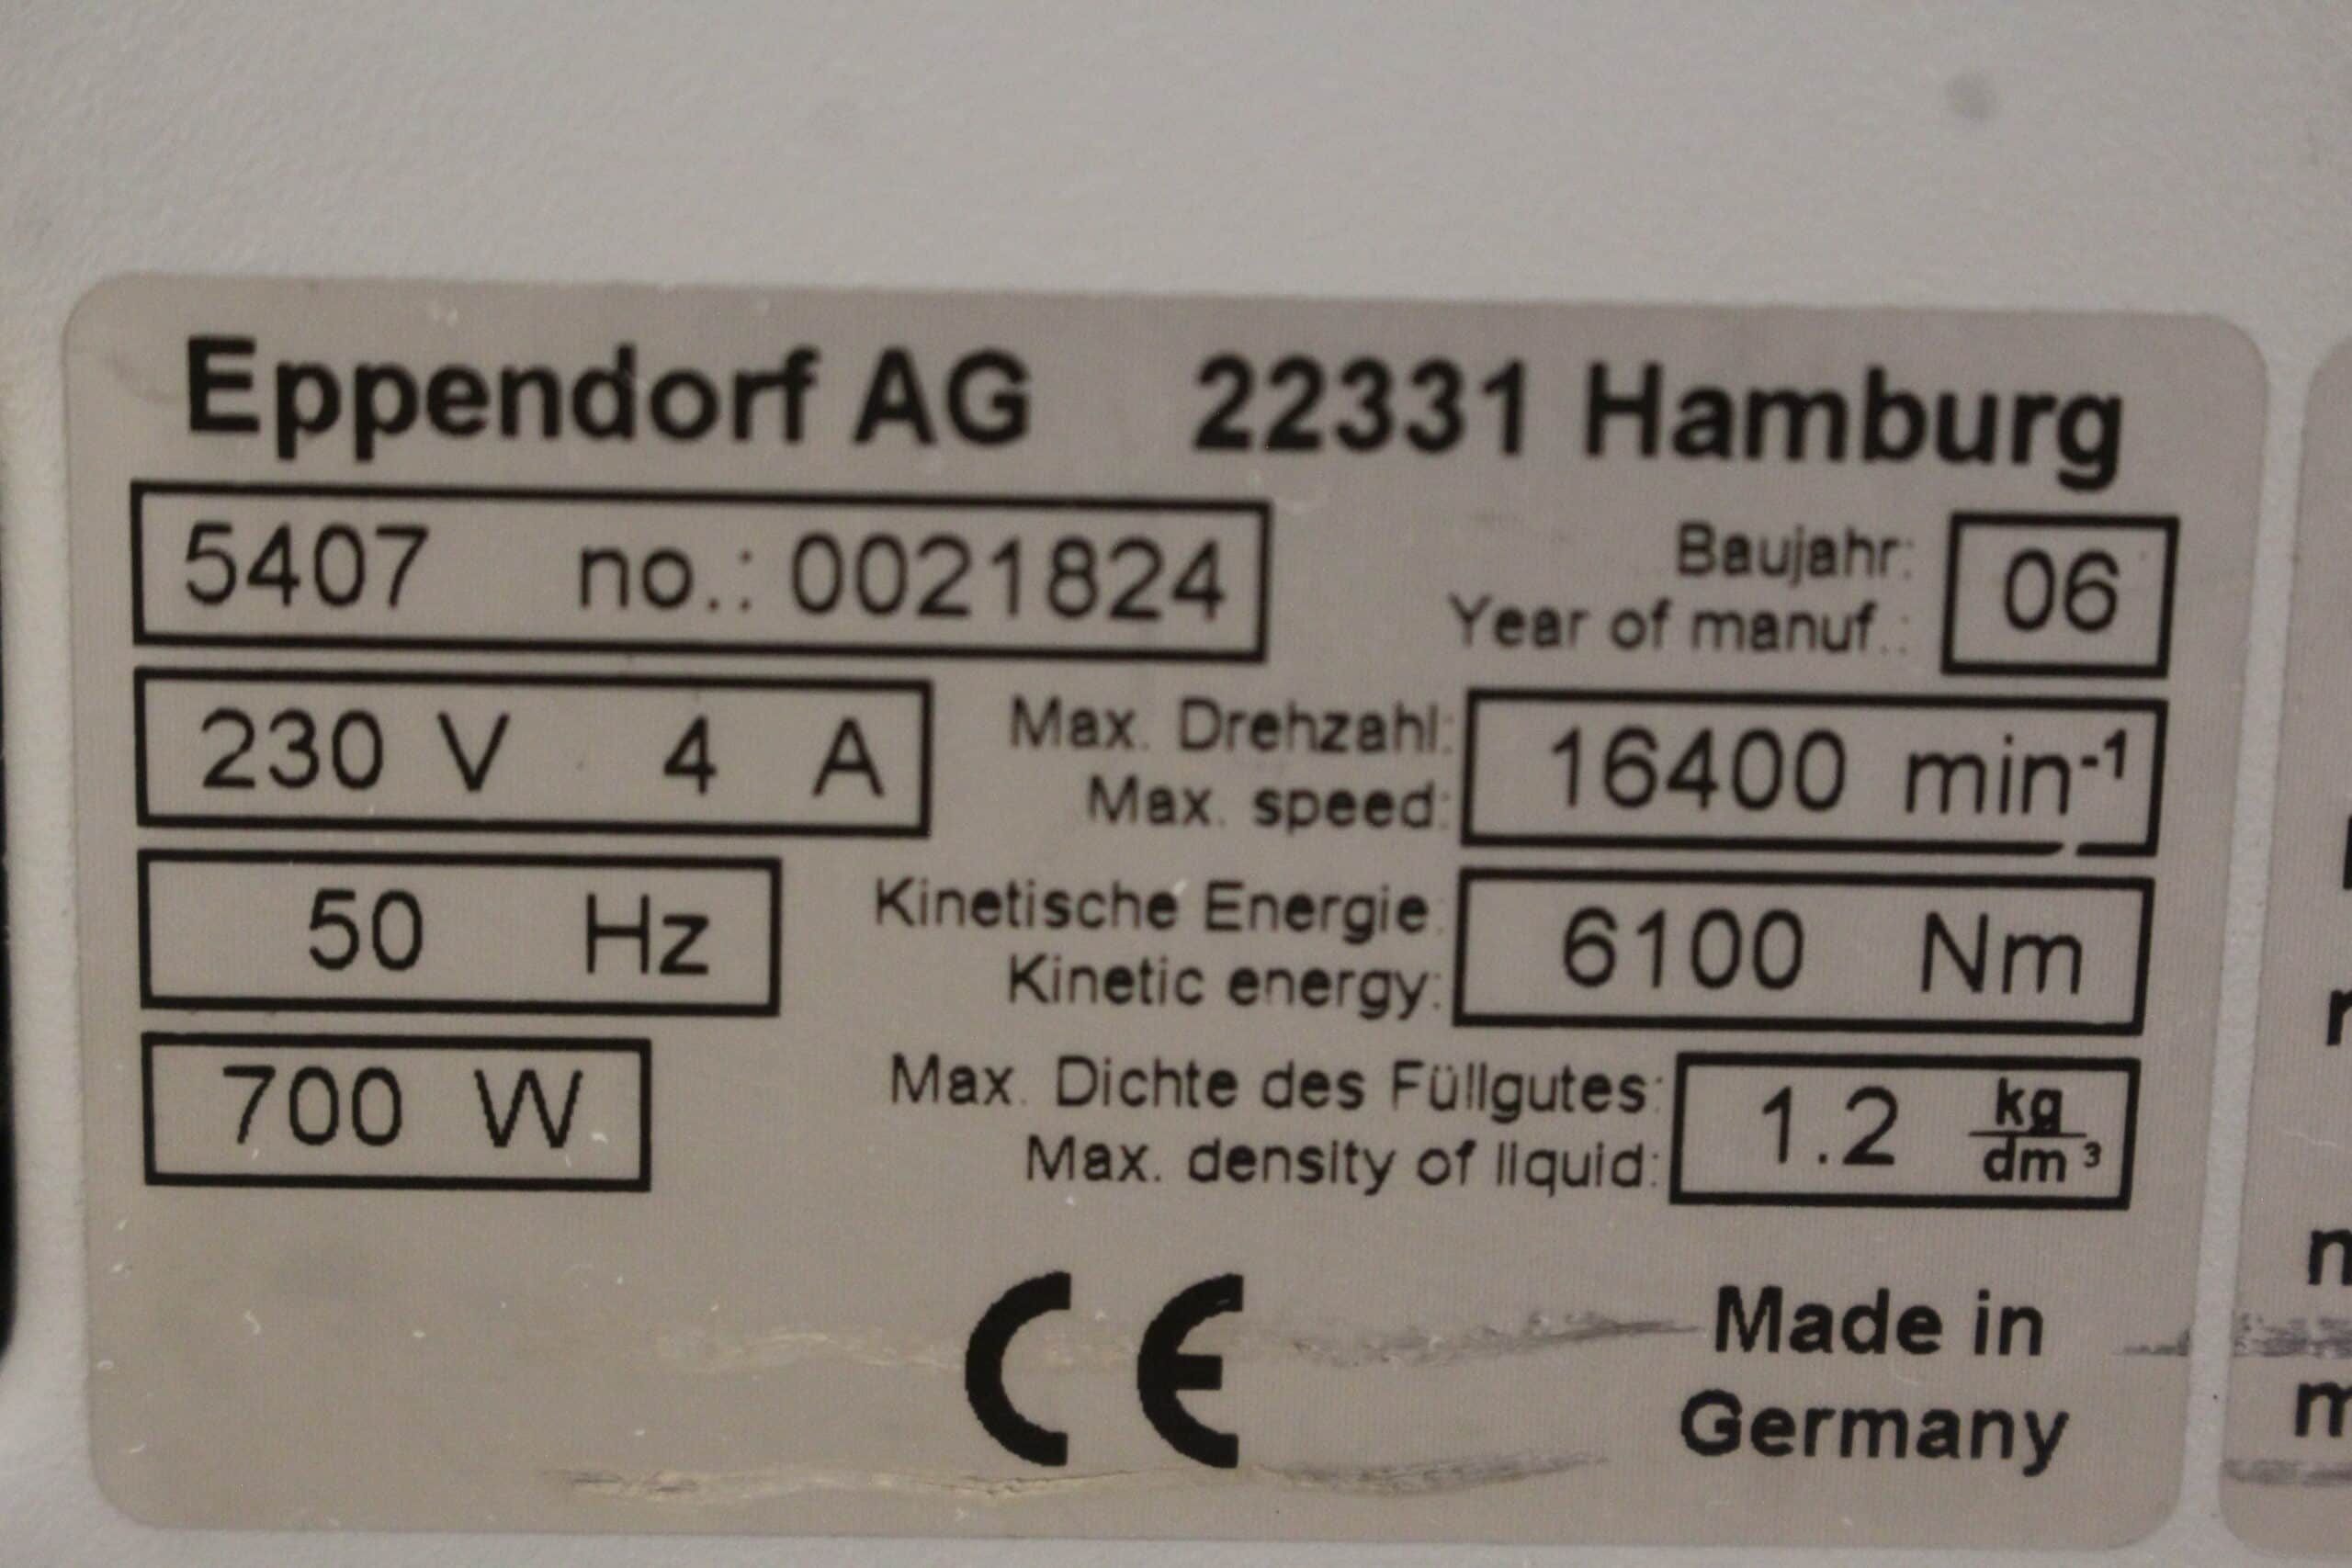 Eppendorf AG 22331 Hamburg
5407 no.: 0021824
Baujahr:
Year of manuf.:
06
230 V 4 A
Max. Drehzahl:
Max. speed:
16400 min⁻¹
50 Hz
Kinetische Energie:
Kinetic energy:
6100 Nm
700 W
Max. Dichte des Füllgutes:
Max. density of liquid:
1.2 kg/dm³
CE
Made in
Germany